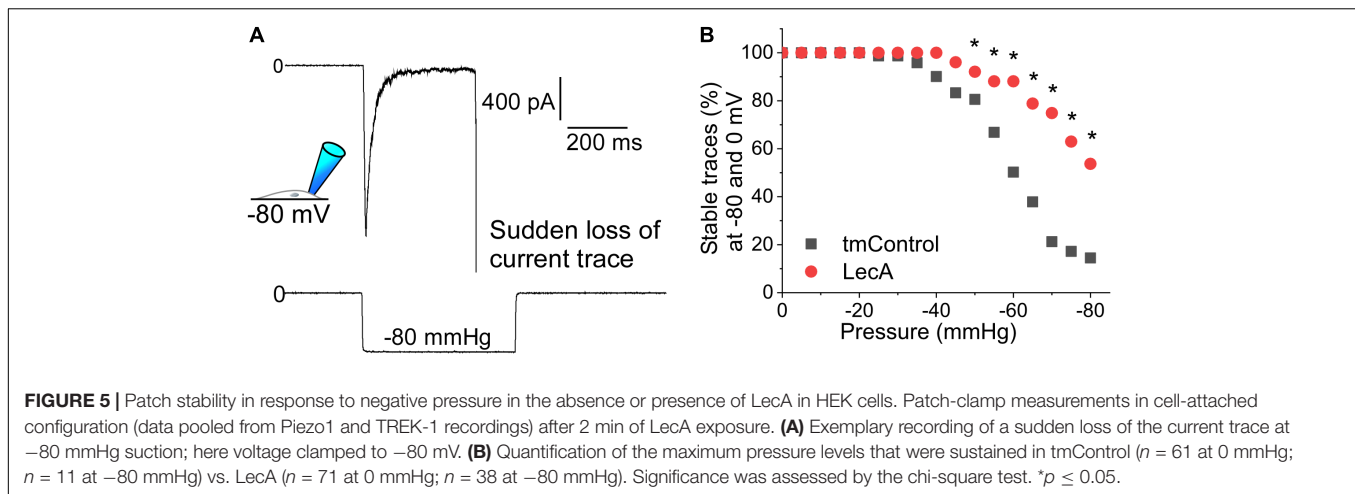 A
0
400 pA
200 ms
-80 mV
Sudden loss of
current trace
0
-80 mmHg
B
Stable traces (%)
at -80 and 0 mV
100
80
60
40
20
0
* * * * * * *
tmControl
LecA
0 -20 -40 -60 -80
Pressure (mmHg)
FIGURE 5 | Patch stability in response to negative pressure in the absence or presence of LecA in HEK cells. Patch-clamp measurements in cell-attached
configuration (data pooled from Piezo1 and TREK-1 recordings) after 2 min of LecA exposure. (A) Exemplary recording of a sudden loss of the current trace at
−80 mmHg suction; here voltage clamped to −80 mV. (B) Quantification of the maximum pressure levels that were sustained in tmControl (n = 61 at 0 mmHg;
n = 11 at −80 mmHg) vs. LecA (n = 71 at 0 mmHg; n = 38 at −80 mmHg). Significance was assessed by the chi-square test. *p ≤ 0.05.